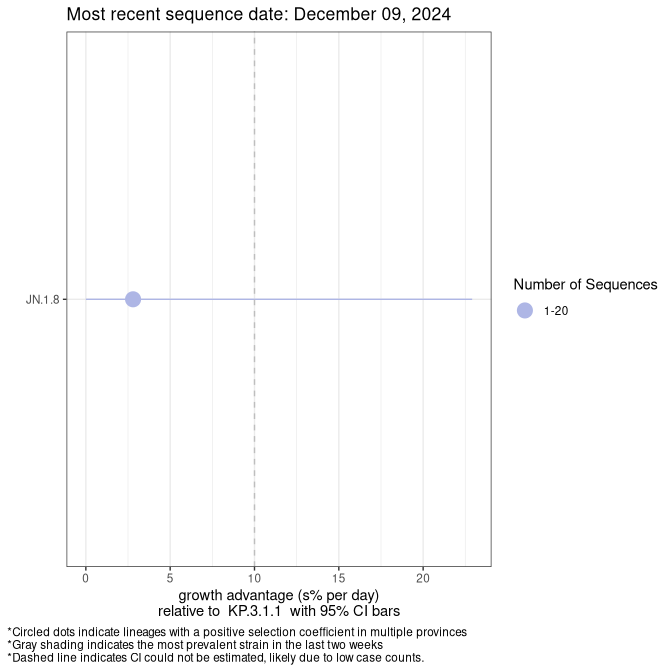 Most recent sequence date: December 09, 2024
JN.1.8
Number of Sequences
1-20
0 5 10 15 20
growth advantage (s% per day)
relative to KP.3.1.1 with 95% CI bars
*Circled dots indicate lineages with a positive selection coefficient in multiple provinces
*Gray shading indicates the most prevalent strain in the last two weeks
*Dashed line indicates CI could not be estimated, likely due to low case counts.